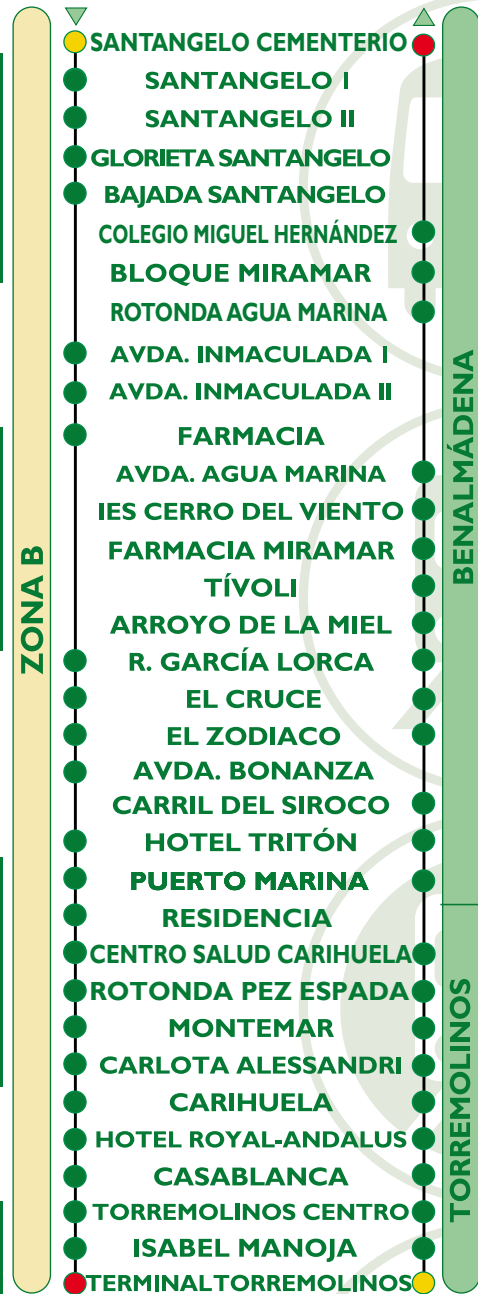 SANTANGELO CEMENTERIO
SANTANGELO I
SANTANGELO II
GLORIETA SANTANGELO
BAJADA SANTANGELO
COLEGIO MIGUEL HERNÁNDEZ
BLOQUE MIRAMAR
ROTONDA AGUA MARINA
AVDA. INMACULADA I
AVDA. INMACULADA II
FARMACIA
AVDA. AGUA MARINA
IES CERRO DEL VIENTO
FARMACIA MIRAMAR
TÍVOLI
ARROYO DE LA MIEL
R. GARCÍA LORCA
EL CRUCE
EL ZODIACO
AVDA. BONANZA
CARRIL DEL SIROCO
HOTEL TRITÓN
PUERTO MARINA
RESIDENCIA
CENTRO SALUD CARIHUELA
ROTONDA PEZ ESPADA
MONTEMAR
CARLOTA ALESSANDRI
CARIHUELA
HOTEL ROYAL-ANDALUS
CASABLANCA
TORREMOLINOS CENTRO
ISABEL MANOJA
TERMINAL TORREMOLINOS
ZONA B
BENALMÁDENA
TORREMOLINOS